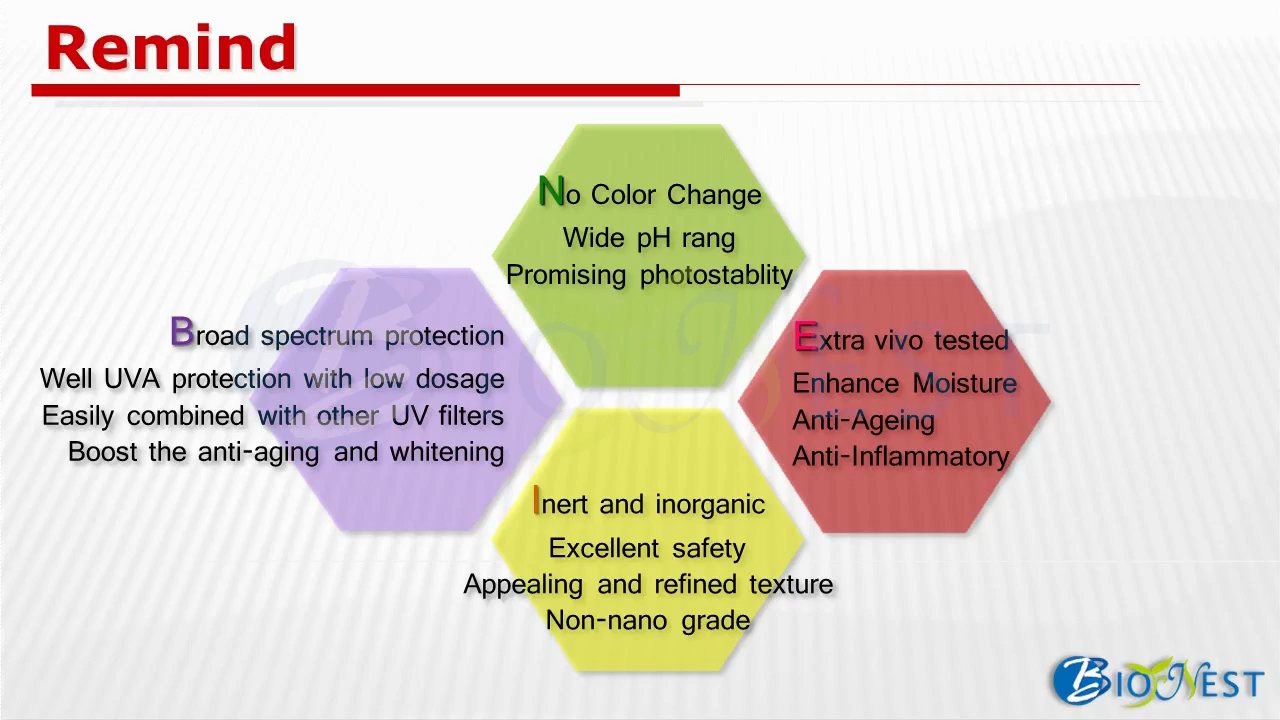 Remind
No Color Change
Wide pH rang
Promising photostablity
Broad spectrum protection
Well UVA protection with low dosage
Easily combined with other UV filters
Boost the anti-aging and whitening
Extra vivo tested
Enhance Moisture
Anti-Ageing
Anti-Inflammatory
Inert and inorganic
Excellent safety
Appealing and refined texture
Non-nano grade
BIO NEST
BIONEST